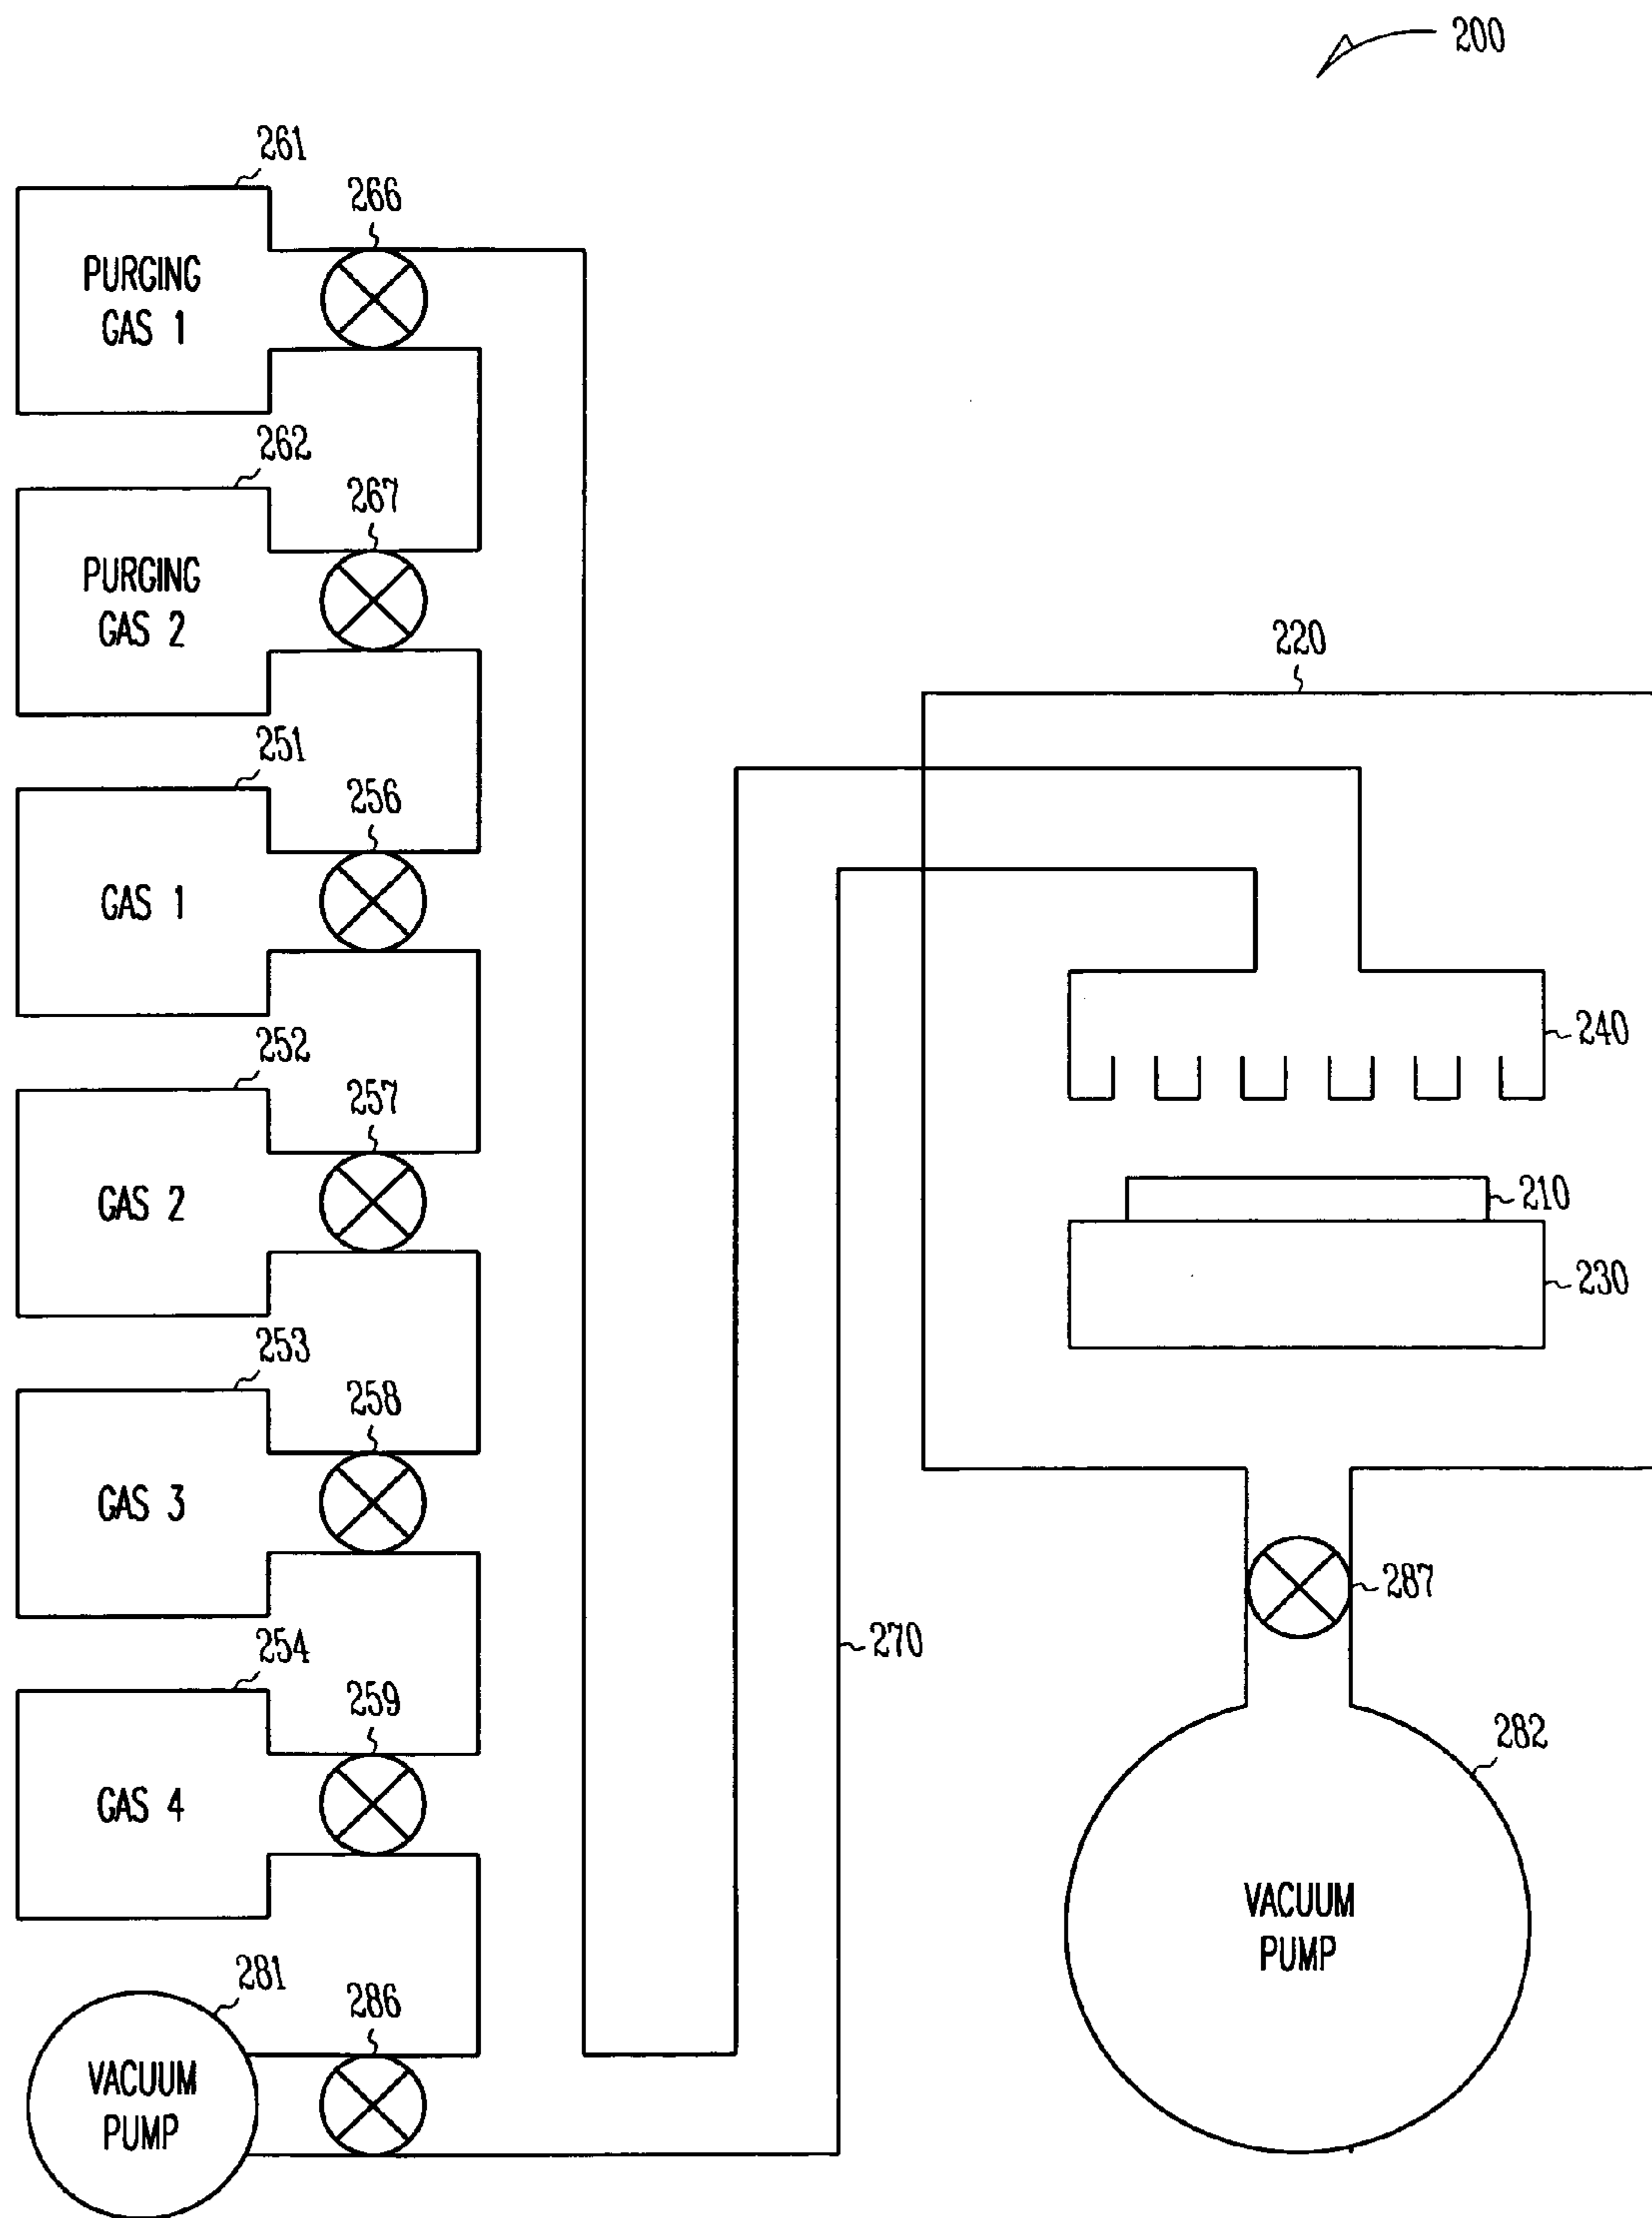 200
261
266
PURGING
GAS 1
262
267
PURGING
GAS 2
251
256
GAS 1
252
257
GAS 2
253
258
GAS 3
254
259
GAS 4
281
286
VACUUM
PUMP
270
220
240
210
230
287
282
VACUUM
PUMP